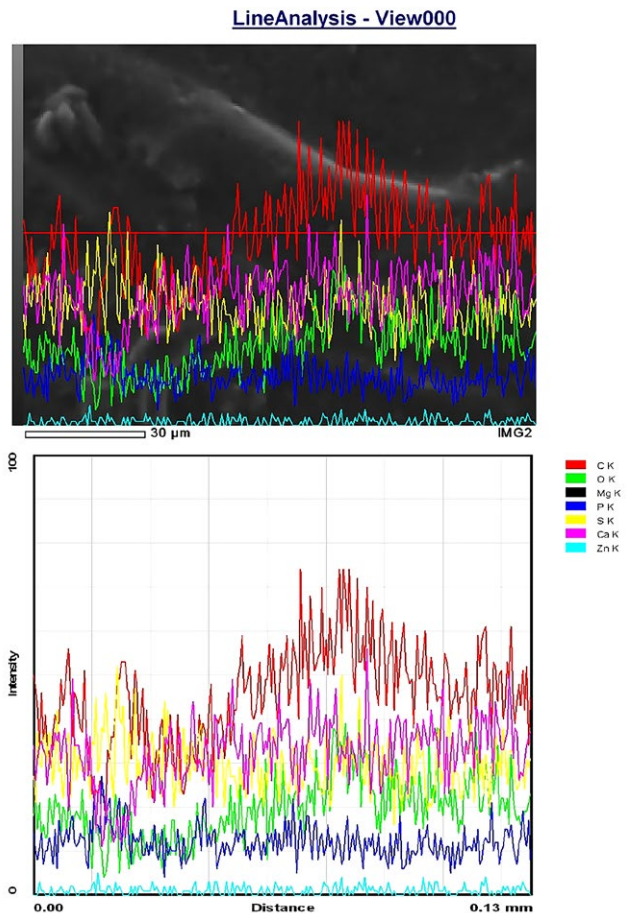 LineAnalysis - View000
30 µm
IMG2
100
Intensity
0
C K
O K
Mg K
P K
S K
Ca K
Zn K
0.00 Distance 0.13 mm